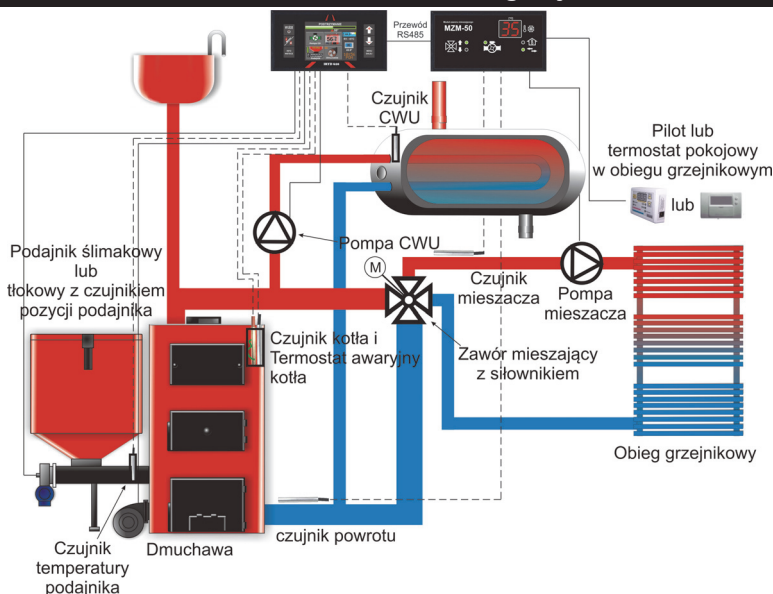 Przewód
RS485
MZM-50
35
Czujnik
CWU
Pilot lub
termostat pokojowy
w obiegu grzejnikowym
lub
Podajnik ślimakowy
lub
tłokowy z czujnikiem
pozycji podajnika
Pompa CWU
M
Czujnik
mieszacza
Pompa
mieszacza
Czujnik kotła i
Termostat awaryjny
kotła
Zawór mieszający
z siłownikiem
Obieg grzejnikowy
czujnik powrotu
Czujnik
temperatury
podajnika
Dmuchawa